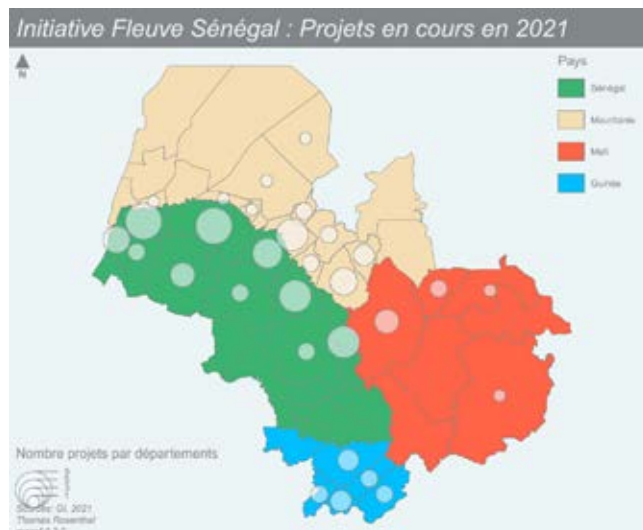 Initiative Fleuve Sénégal : Projets en cours en 2021
N
Pays
Sénégal
Mauritanie
Mali
Guinée
Nombre projets par départements
Sources: GI, 2021
Thomas Rosenthal